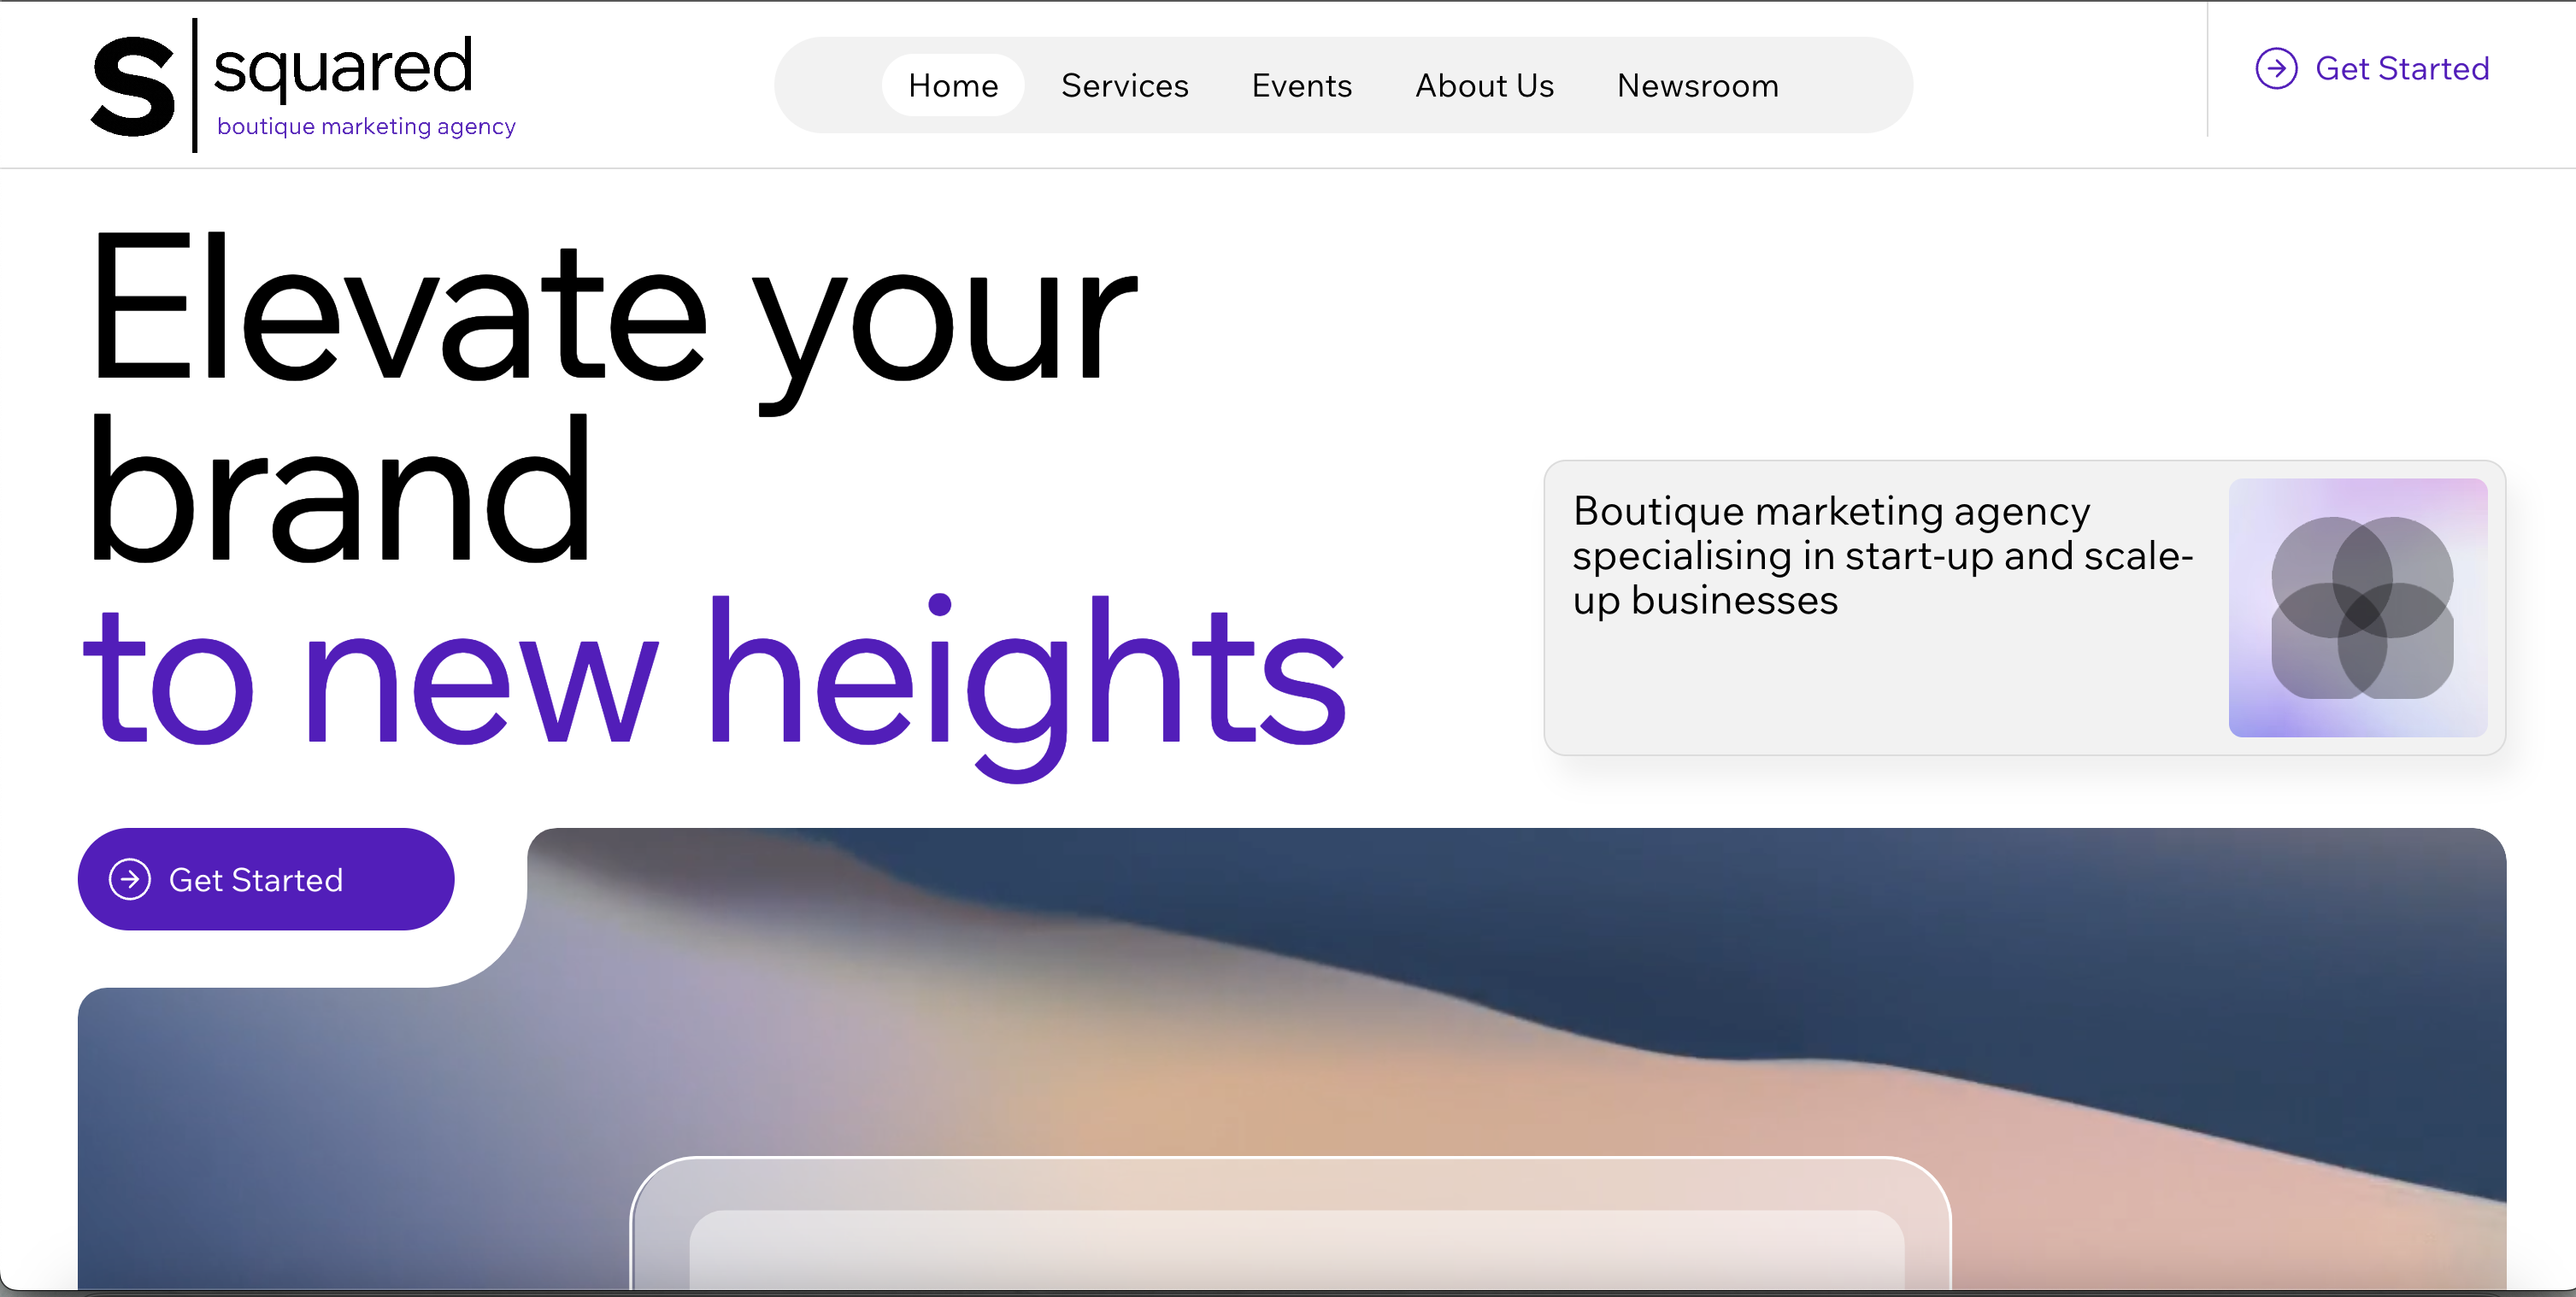 S squared
boutique marketing agency
Home Services Events About Us Newsroom
Get Started
Elevate your
brand
to new heights
Boutique marketing agency
specialising in start-up and scale-
up businesses
Get Started